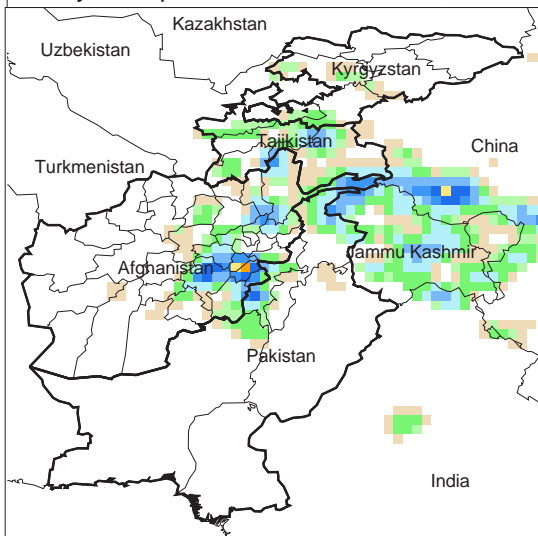 Kazakhstan
Uzbekistan
Kyrgyzstan
Tajikistan
China
Turkmenistan
Jammu Kashmir
Afghanistan
Pakistan
India